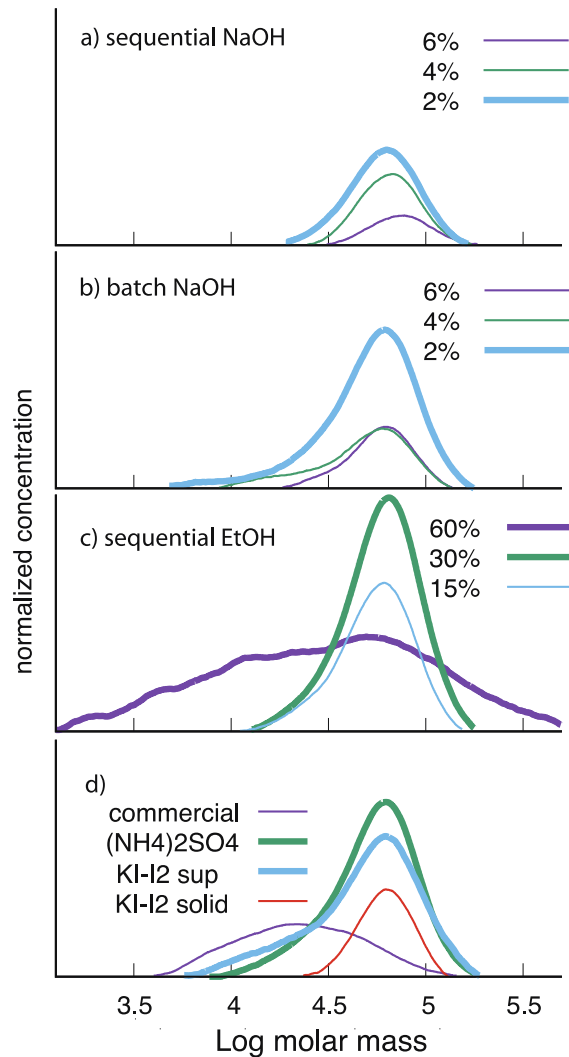 a) sequential NaOH
6%
4%
2%
b) batch NaOH
6%
4%
2%
normalized concentration
c) sequential EtOH
60%
30%
15%
d)
commercial
(NH4)2SO4
KI-I2 sup
KI-I2 solid
3.5 4 4.5 5 5.5
Log molar mass